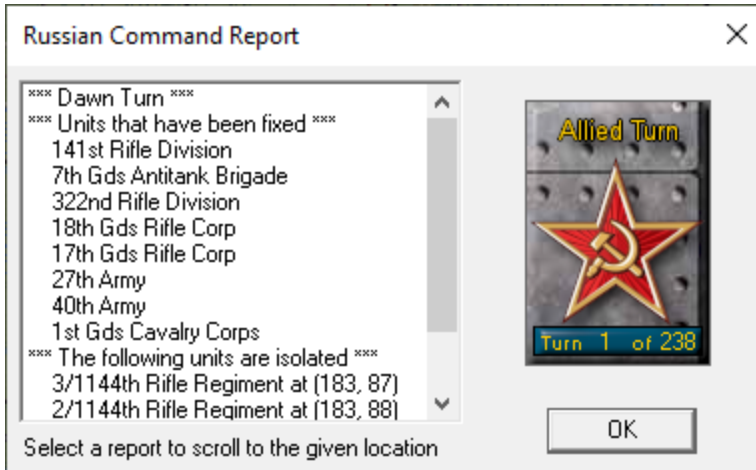 Russian Command Report
*** Dawn Turn ***
*** Units that have been fixed ***
141st Rifle Division
7th Gds Antitank Brigade
322nd Rifle Division
18th Gds Rifle Corp
17th Gds Rifle Corp
27th Army
40th Army
1st Gds Cavalry Corps
*** The following units are isolated ***
3/1144th Rifle Regiment at (183, 87)
2/1144th Rifle Regiment at (183, 88)
Select a report to scroll to the given location
Allied Turn
Turn 1 of 238
OK